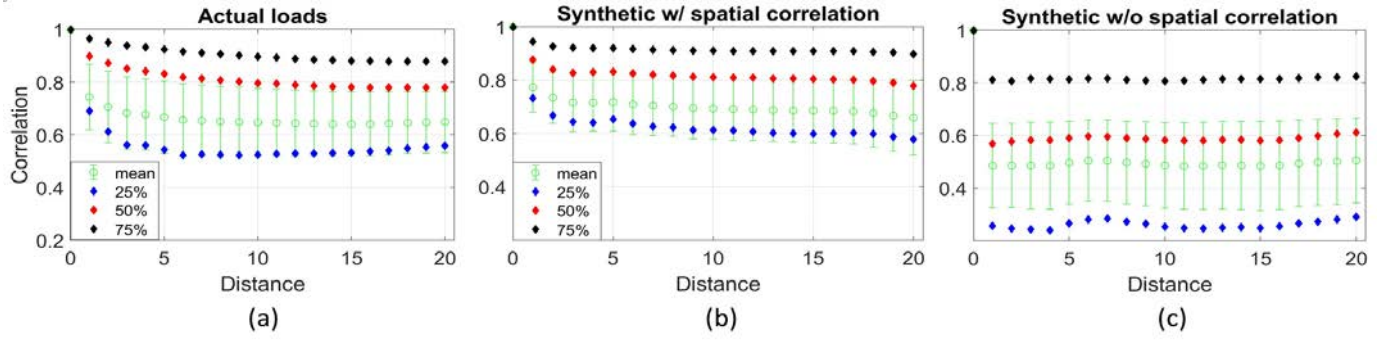 Actual loads
Correlation
1
0.8
0.6
0.4
0.2
mean
25%
50%
75%
0 5 10 15 20
Distance
(a)
Synthetic w/ spatial correlation
1
0.8
0.6
0.4
mean
25%
50%
75%
0 5 10 15 20
Distance
(b)
Synthetic w/o spatial correlation
1
0.8
0.6
0.4
0 5 10 15 20
Distance
(c)